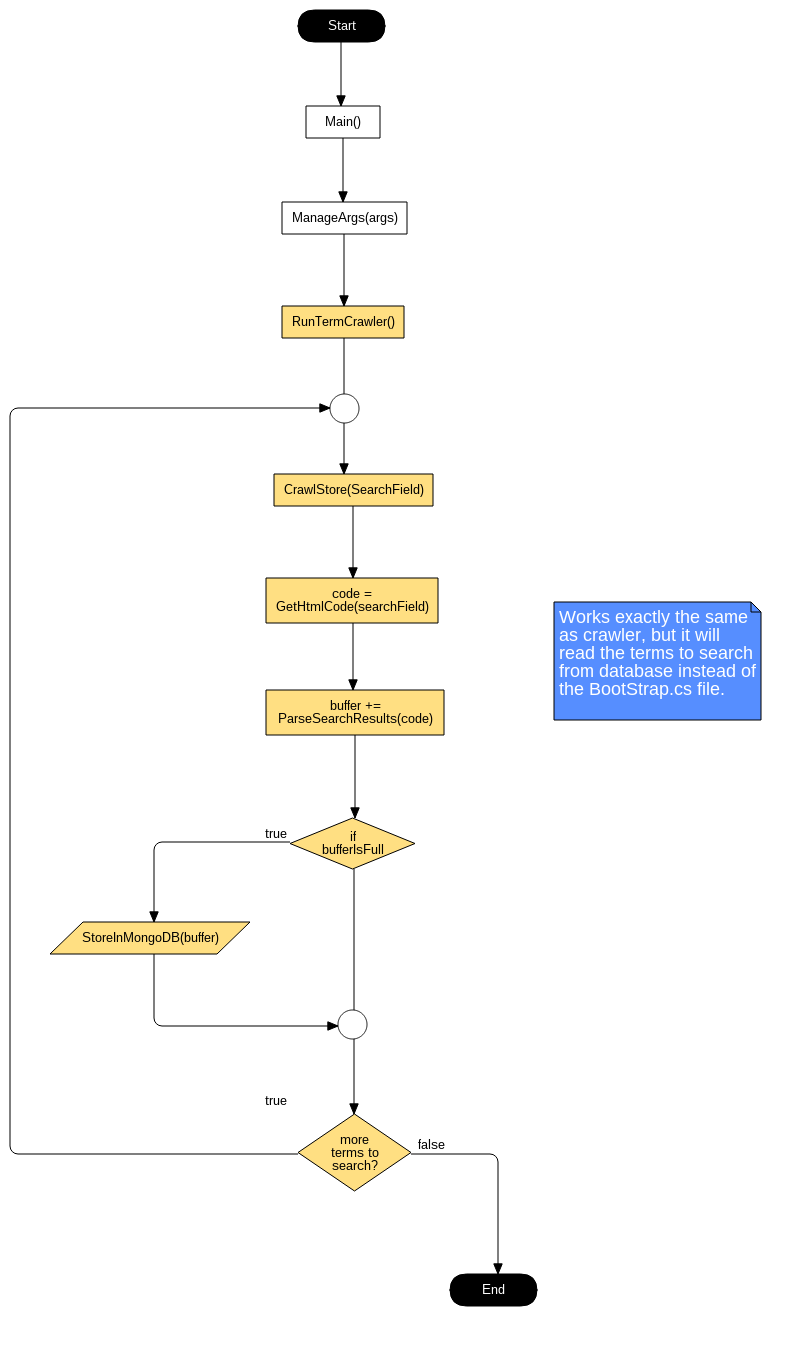 Start
Main()
ManageArgs(args)
RunTermCrawler()
CrawlStore(SearchField)
code =
GetHtmlCode(searchField)
Works exactly the same
as crawler, but it will
read the terms to search
from database instead of
the BootStrap.cs file.
buffer +=
ParseSearchResults(code)
true
if
bufferIsFull
StoreInMongoDB(buffer)
true
more
terms to
search?
false
End